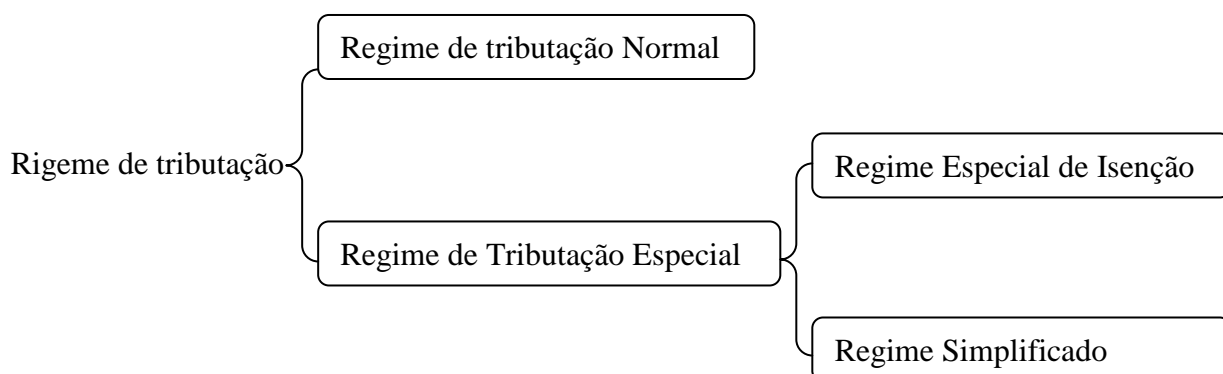 Regime de tributação Normal
Rigeme de tributação
Regime Especial de Isenção
Regime de Tributação Especial
Regime Simplificado